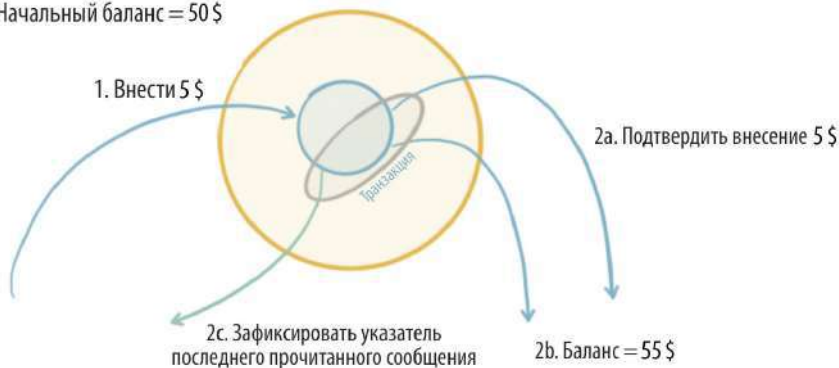 Начальный баланс = 50 $
1. Внести 5 $
2a. Подтвердить внесение 5 $
Транзакция
2c. Зафиксировать указатель
последнего прочитанного сообщения
2b. Баланс = 55 $